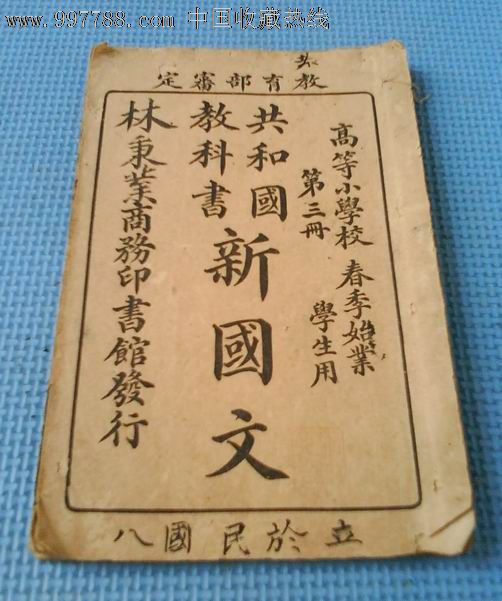 www.997788.com 中国收藏热线
教育部審定
高等小學校 春季始業
第三冊 學生用
共和國
教科書
新國文
林秉業商務印書館發行
立於民國八